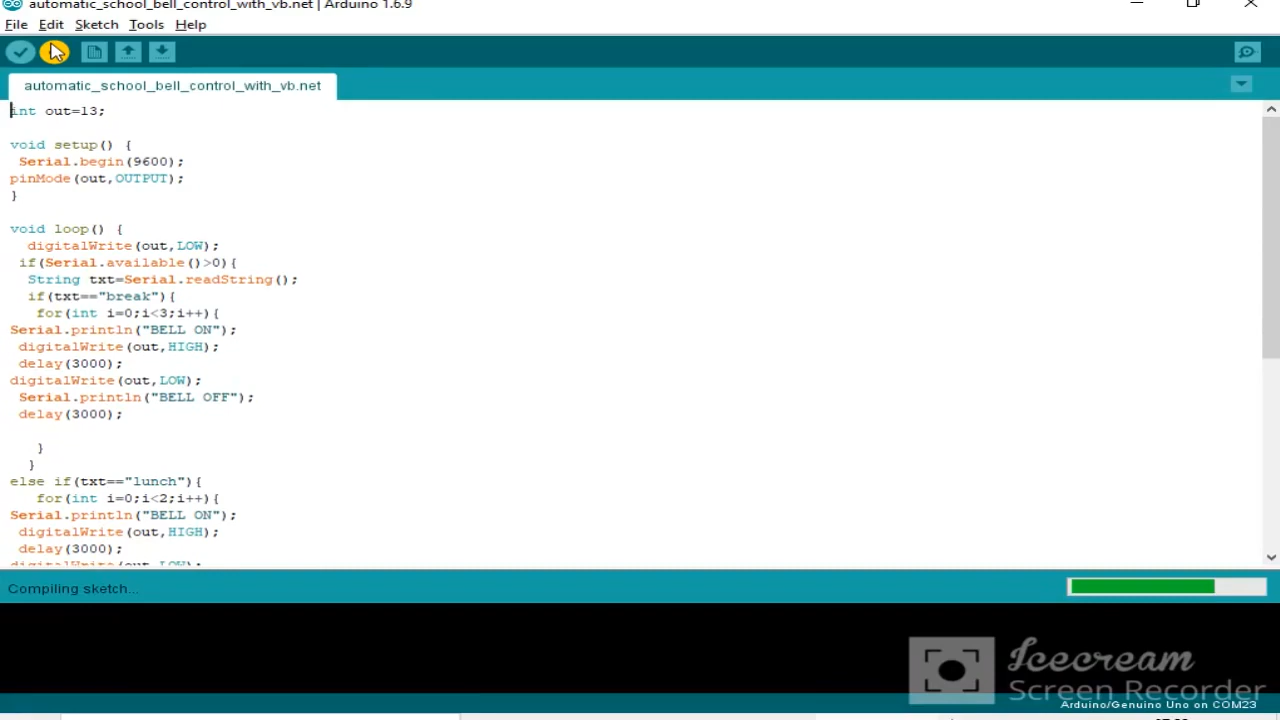 automatic_school_bell_control_with_vb.net | Arduino 1.6.9
File Edit Sketch Tools Help
automatic_school_bell_control_with_vb.net
int out=13;
void setup() {
Serial.begin(9600);
pinMode(out,OUTPUT);
}
void loop() {
digitalWrite(out,LOW);
if(Serial.available()>0){
String txt=Serial.readString();
if(txt=="break"){
for(int i=0;i<3;i++){
Serial.println("BELL ON");
digitalWrite(out,HIGH);
delay(3000);
digitalWrite(out,LOW);
Serial.println("BELL OFF");
delay(3000);
}
}
else if(txt=="lunch"){
for(int i=0;i<2;i++){
Serial.println("BELL ON");
digitalWrite(out,HIGH);
delay(3000);
digitalWrite(out,LOW);
Compiling sketch...
Icecream
Screen Recorder
Arduino/Genuino Uno on COM23